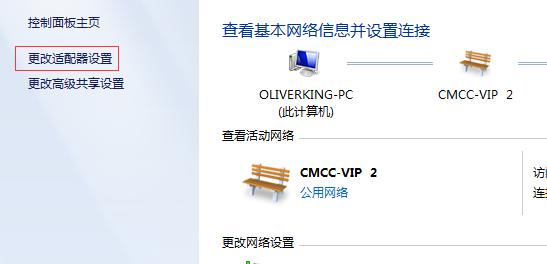 控制面板主页
更改适配器设置
更改高级共享设置
查看基本网络信息并设置连接
OLIVERKING-PC
(此计算机)
CMCC-VIP 2
查看活动网络
CMCC-VIP 2
公用网络
访
连接
更改网络设置